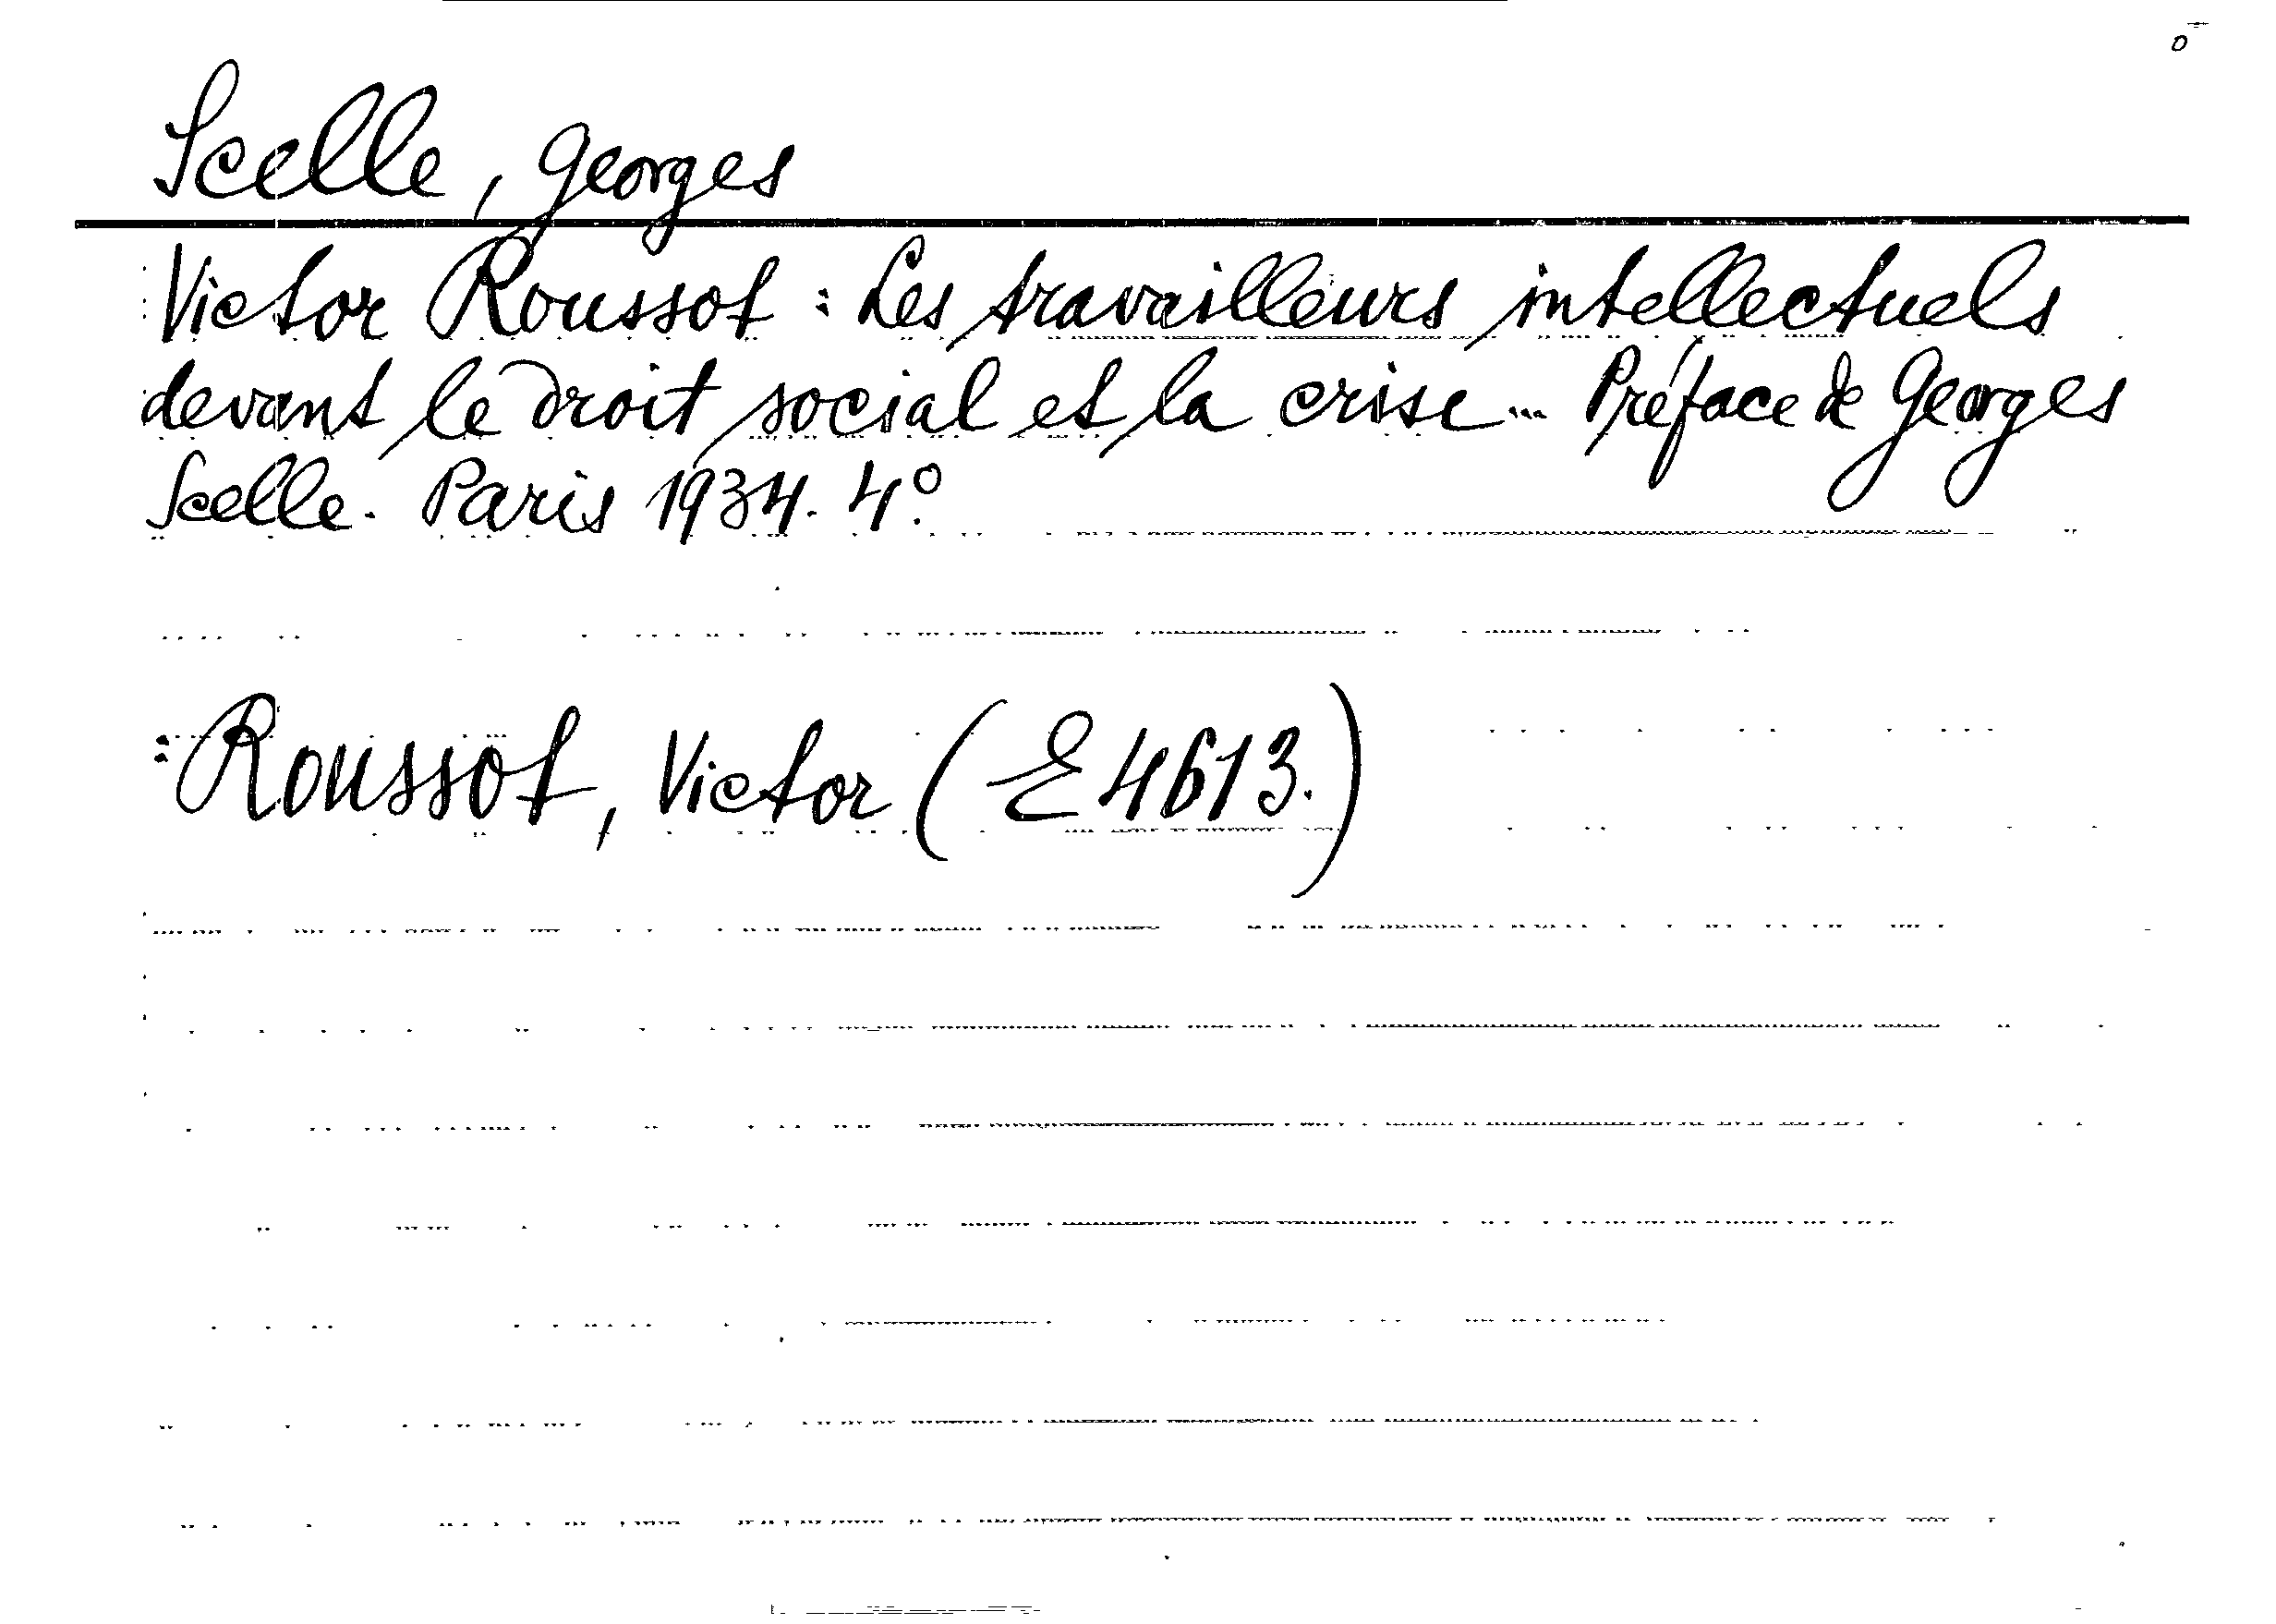 Scelle, Georges
Victor Roussot : Les travailleurs intellectuels
devant le droit social et la crise... Préface de Georges
Scelle. Paris 1934. 4°.
: Roussot, Victor (E 4613.)